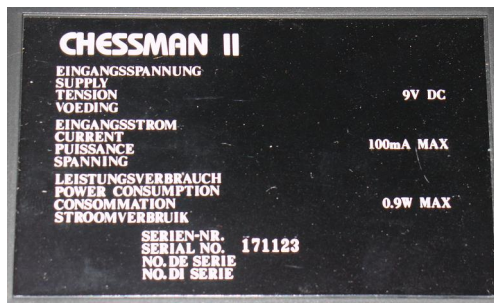 CHESSMAN II
EINGANGSSPANNUNG
SUPPLY
TENSION 9V DC
VOEDING
EINGANGSSTROM
CURRENT
PUISSANCE 100mA MAX
SPANNING
LEISTUNGSVERBRAUCH
POWER CONSUMPTION
CONSOMMATION 0.9W MAX
STROOMVERBRUIK
SERIEN-NR.
SERIAL NO. 171123
NO. DE SERIE
NO. DI SERIE